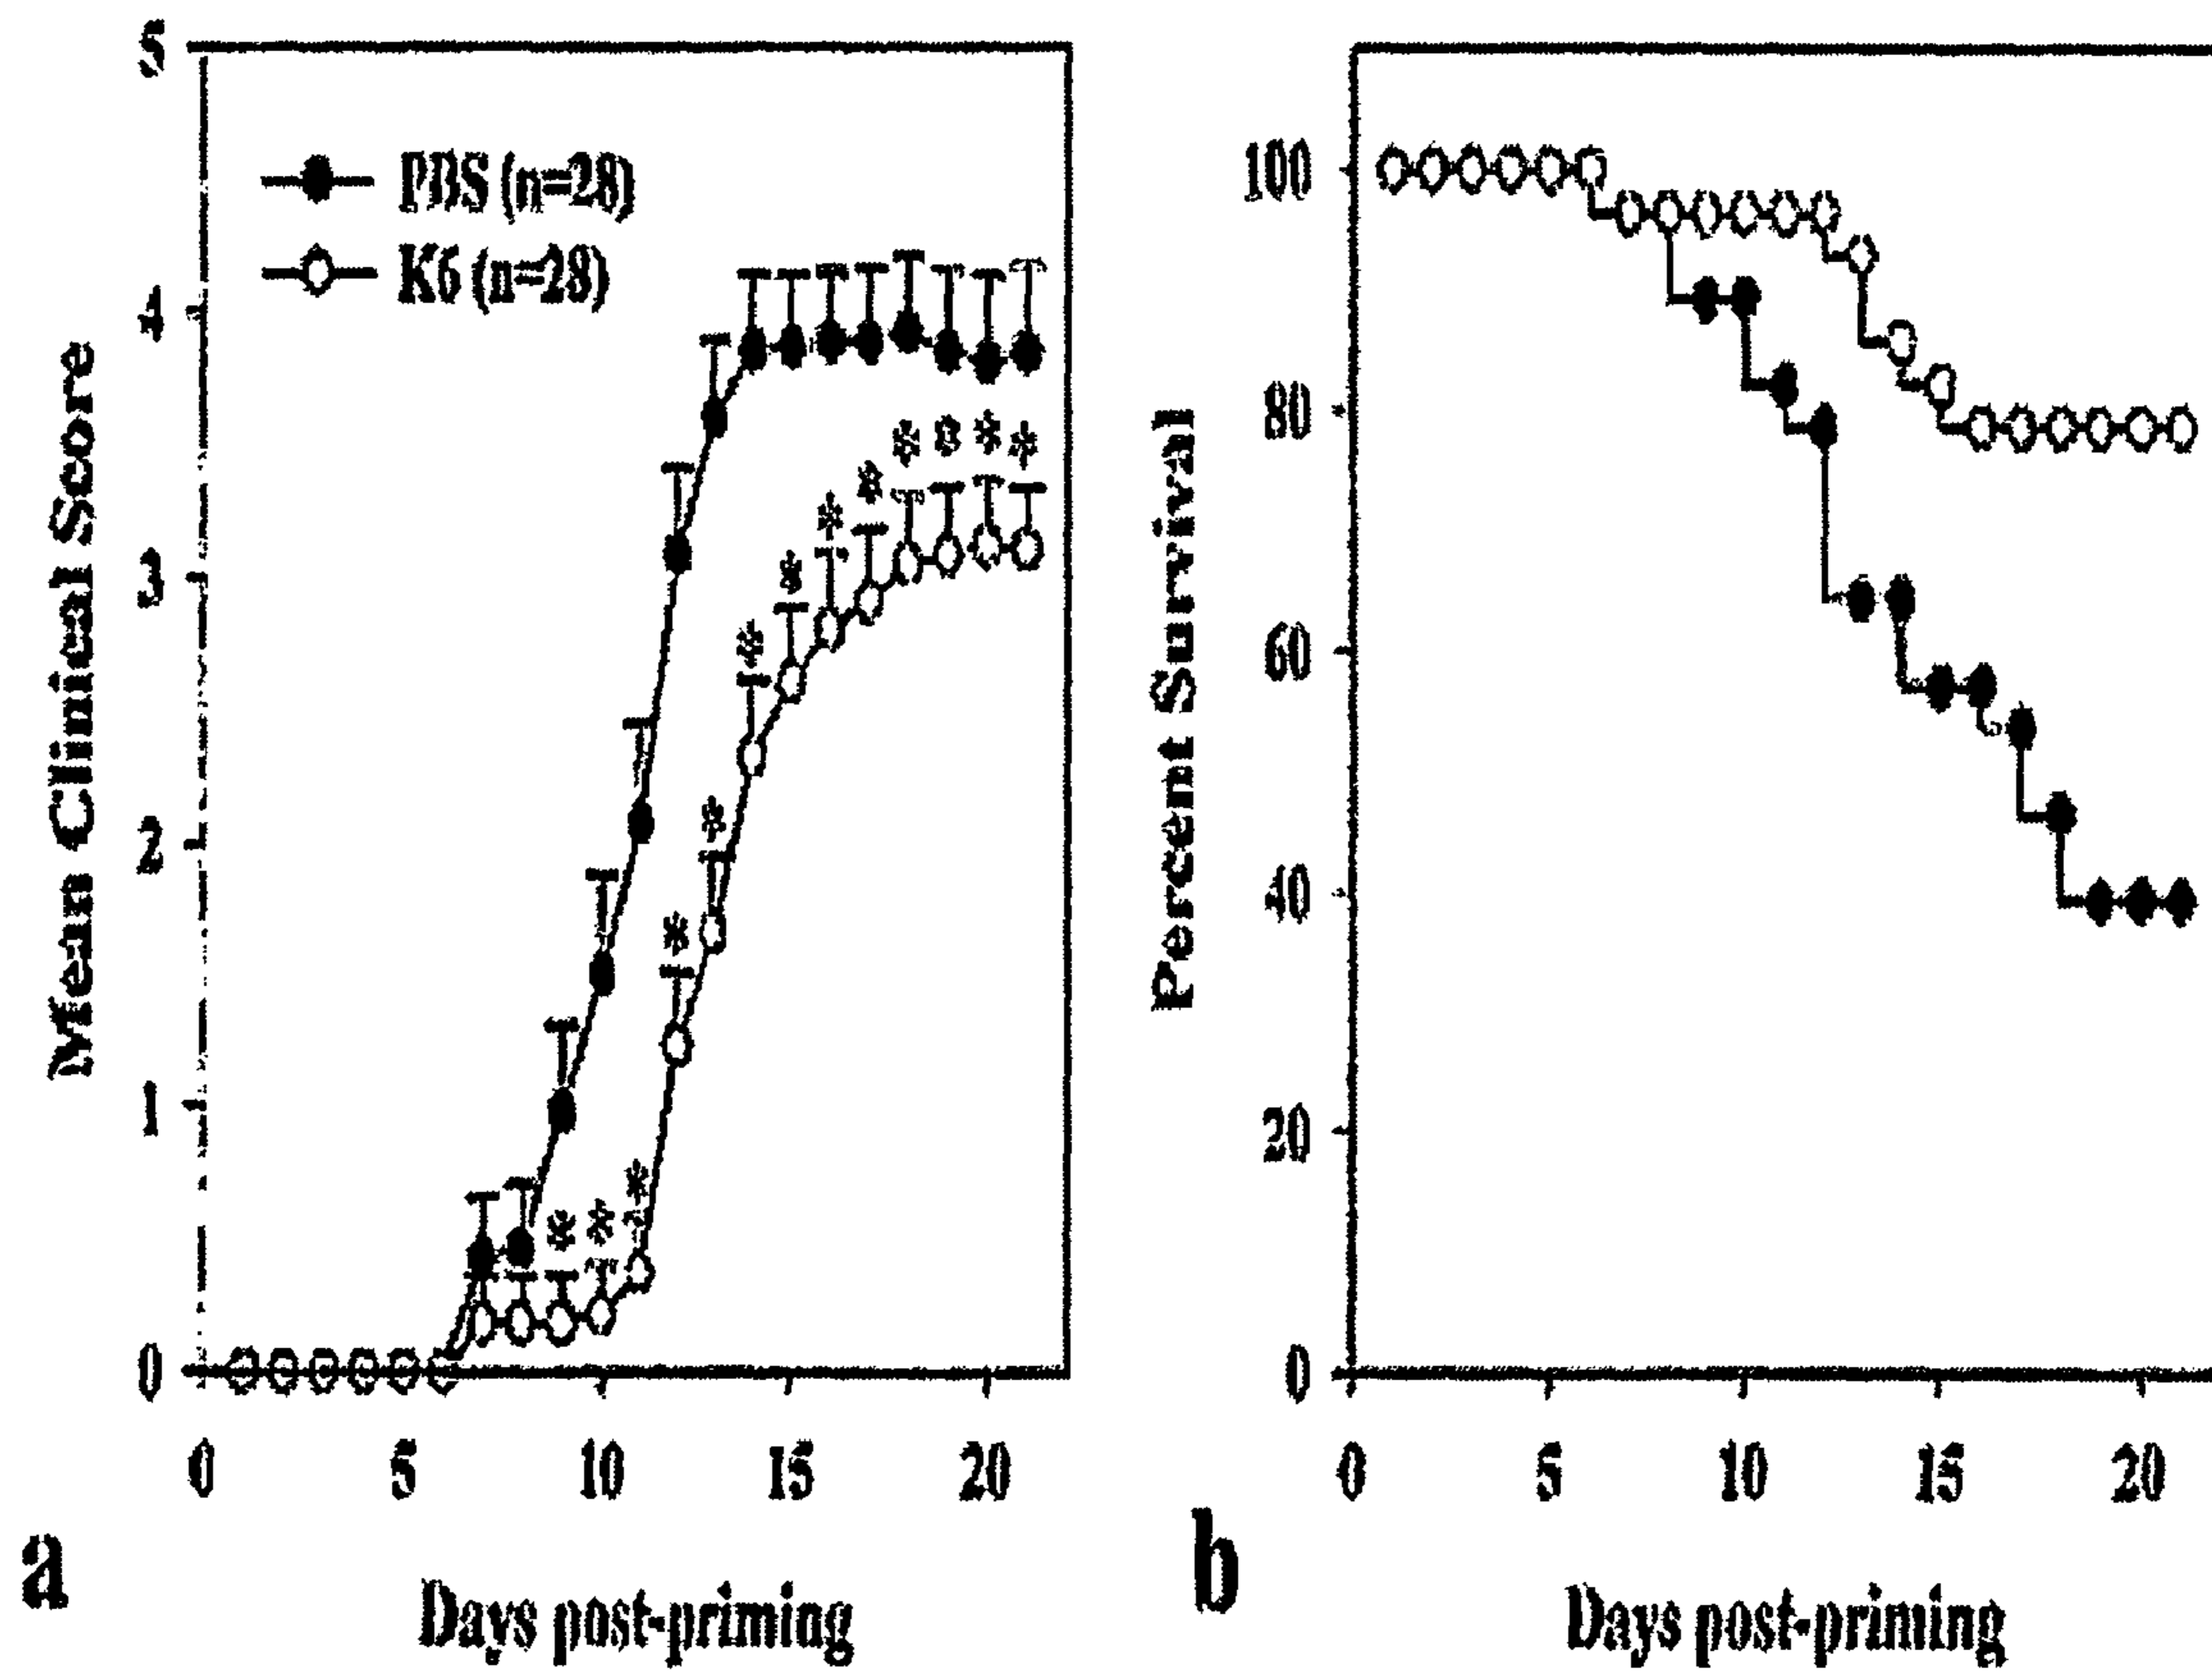 5
4
3
2
1
0
Mean Clinical Score
PBS (n=28)
K6 (n=28)
* * * * * * * * * * * * *
0 5 10 15 20
Days post-priming
a
100
80
60
40
20
0
Percent Survival
0 5 10 15 20
Days post-priming
b